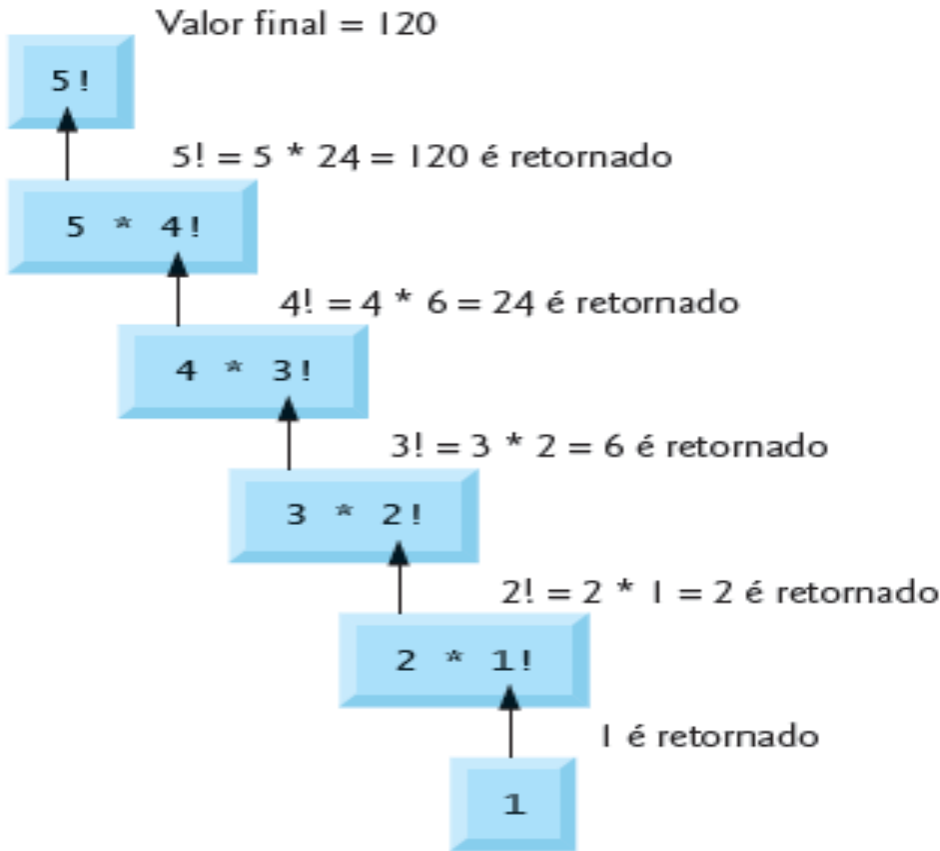 Valor final = 120
5!
5! = 5 * 24 = 120 é retornado
5 * 4!
4! = 4 * 6 = 24 é retornado
4 * 3!
3! = 3 * 2 = 6 é retornado
3 * 2!
2! = 2 * 1 = 2 é retornado
2 * 1!
1 é retornado
1